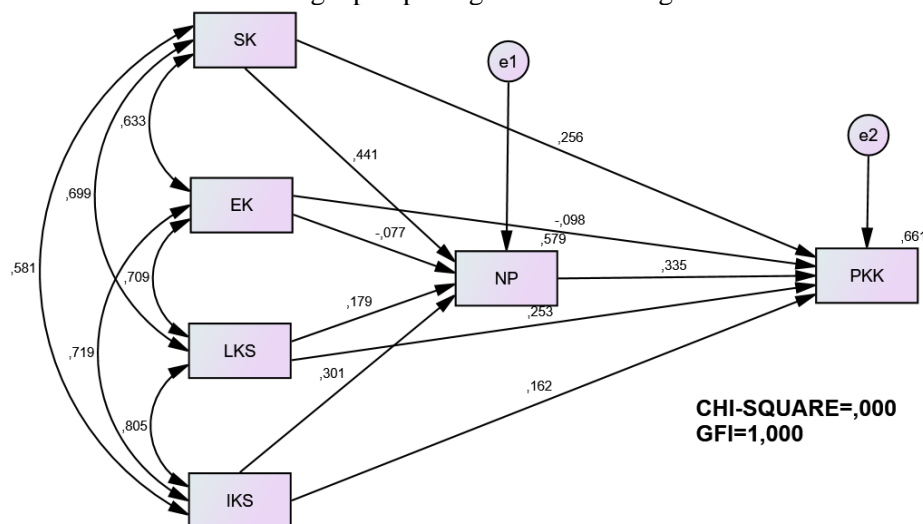 SK
e1
,633
,256
e2
,441
,699
EK
-,098
-,077
,579
,661
,581
NP
,335
PKK
,709
,179
,253
LKS
,719
,301
,162
,805
CHI-SQUARE=,000
GFI=1,000
IKS